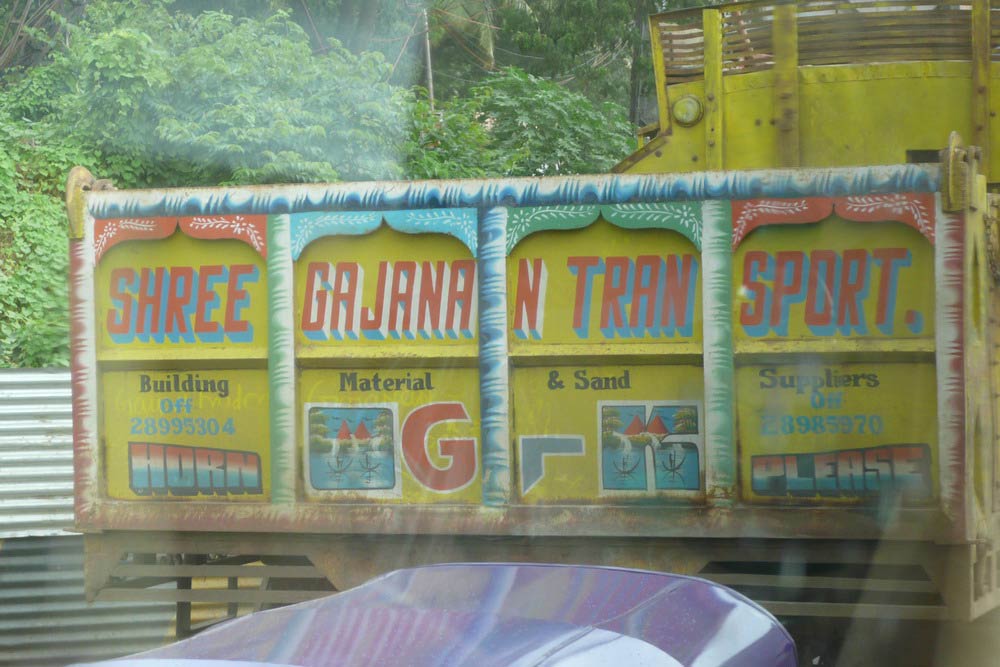 SHREE GAJANAN TRANSPORT.
Building Material & Sand Suppliers
Off Off
28995304 28985970
HORN G K PLEASE